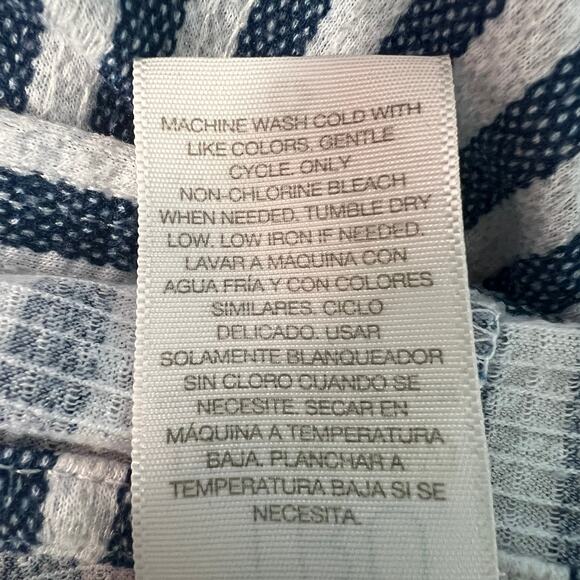 MACHINE WASH COLD WITH
LIKE COLORS. GENTLE
CYCLE. ONLY
NON-CHLORINE BLEACH
WHEN NEEDED. TUMBLE DRY
LOW. LOW IRON IF NEEDED.
LAVAR A MAQUINA CON
AGUA FRÍA Y CON COLORES
SIMILARES. CICLO
DELICADO. USAR
SOLAMENTE BLANQUEADOR
SIN CLORO CUANDO SE
NECESITE. SECAR EN
MÁQUINA A TEMPERATURA
BAJA. PLANCHAR A
TEMPERATURA BAJA SI SE
NECESITA.